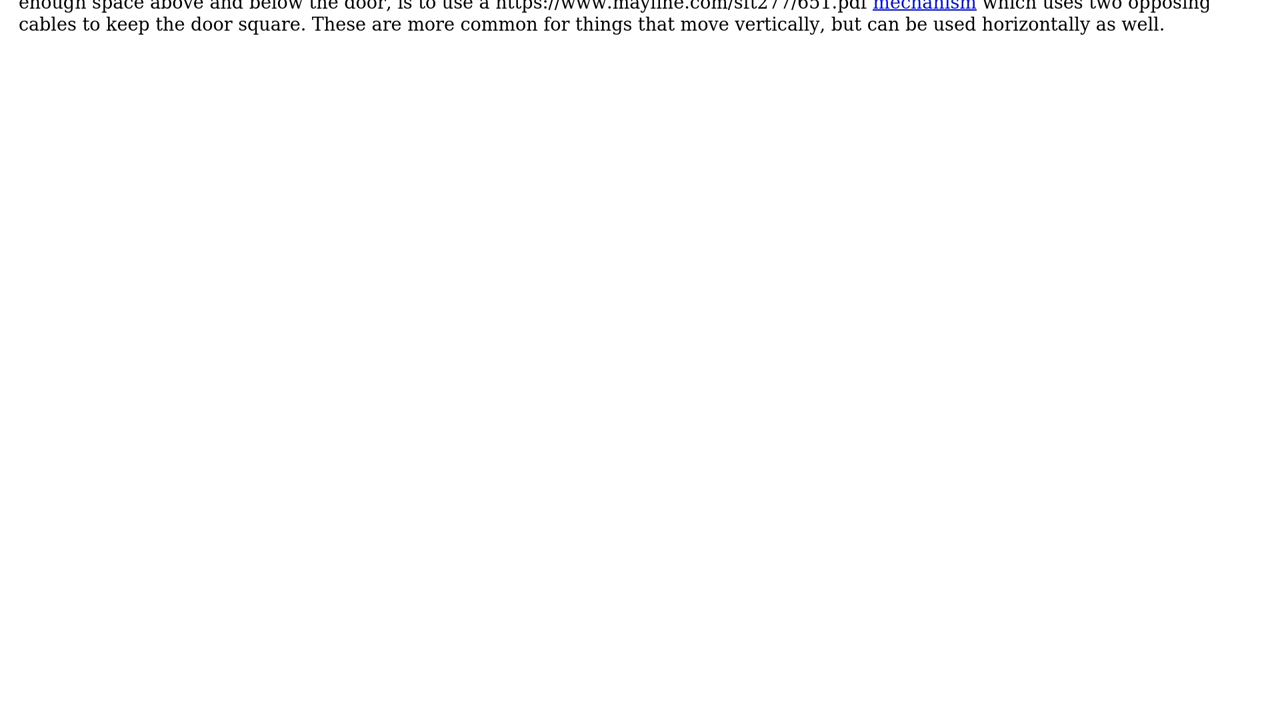 enough space above and below the door, is to use a https://www.mayline.com/sft277/651.pdf mechanism which uses two opposing
cables to keep the door square. These are more common for things that move vertically, but can be used horizontally as well.